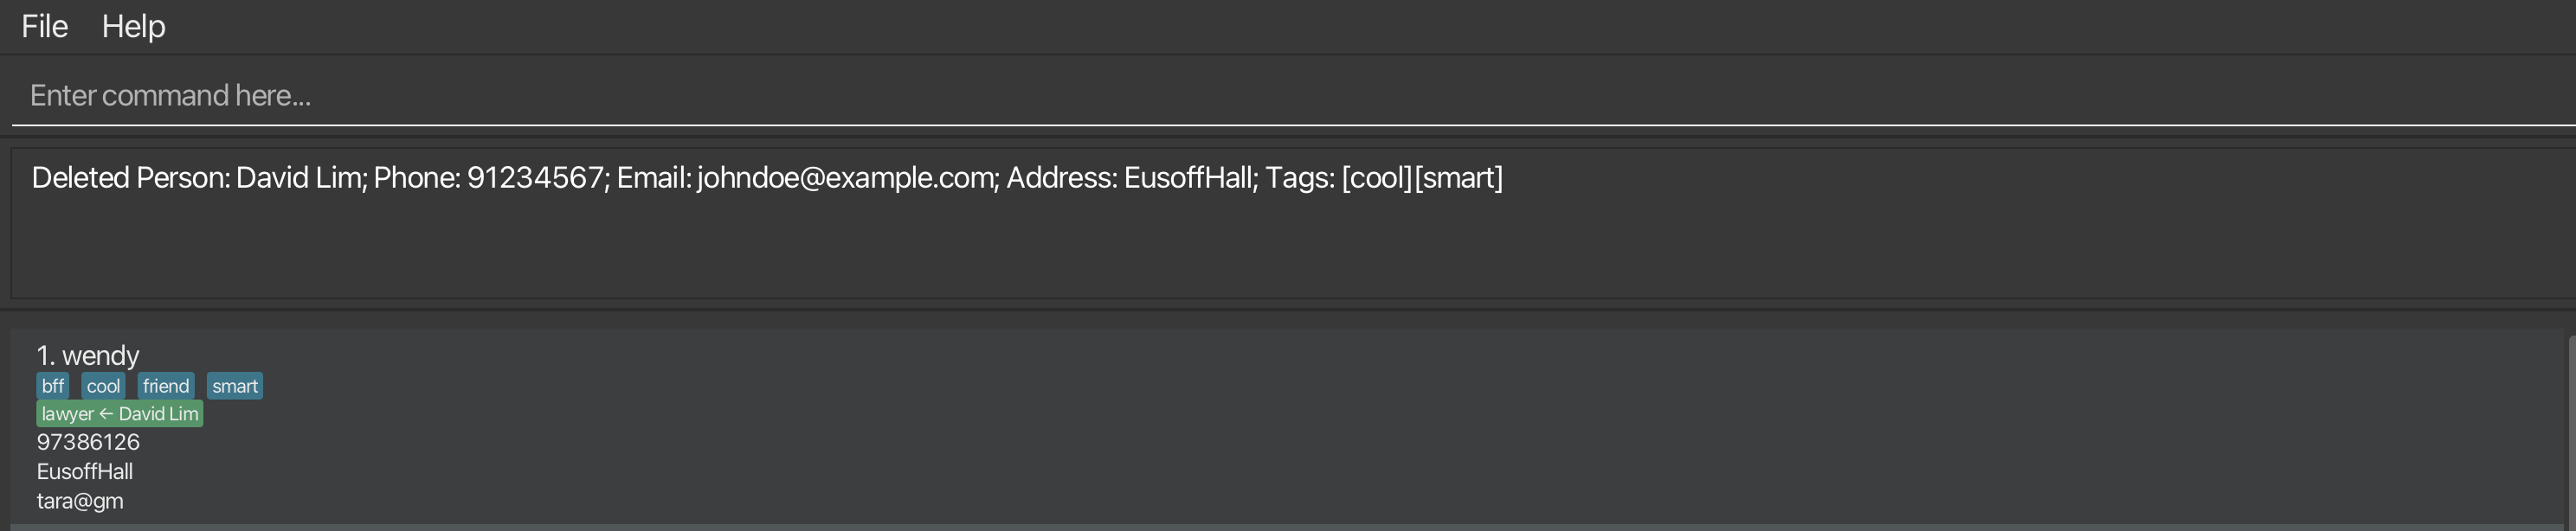 File Help
Enter command here...
Deleted Person: David Lim; Phone: 91234567; Email: johndoe@example.com; Address: EusoffHall; Tags: [cool][smart]
1. wendy
bff cool friend smart
lawyer ← David Lim
97386126
EusoffHall
tara@gm